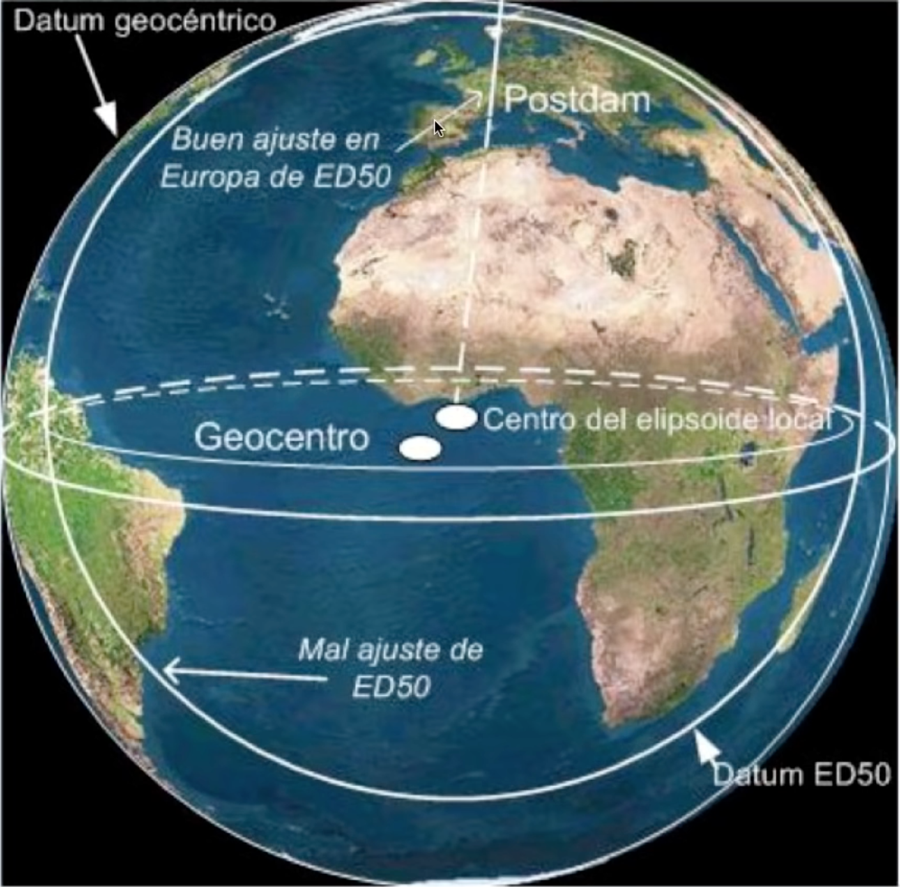 Datum geocéntrico
Postdam
Buen ajuste en
Europa de ED50
Centro del elipsoide local
Geocentro
Mal ajuste de
ED50
Datum ED50